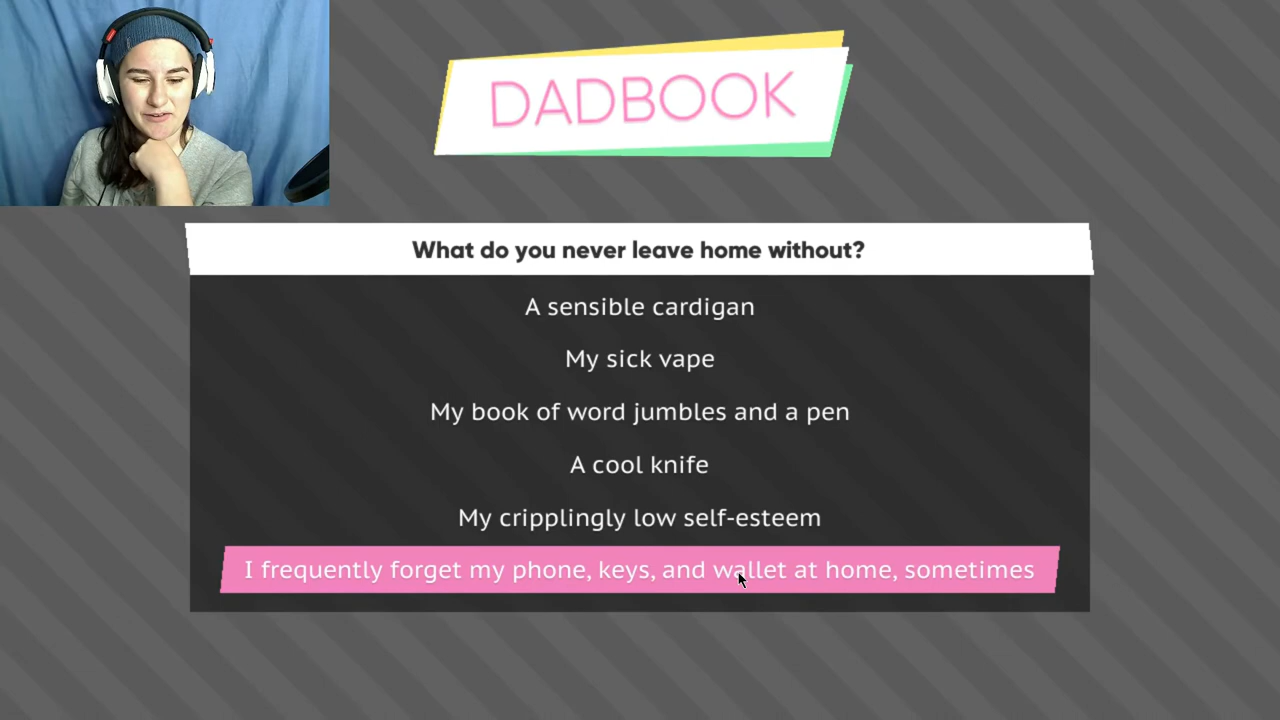 DADBOOK
What do you never leave home without?
A sensible cardigan
My sick vape
My book of word jumbles and a pen
A cool knife
My cripplingly low self-esteem
I frequently forget my phone, keys, and wallet at home, sometimes